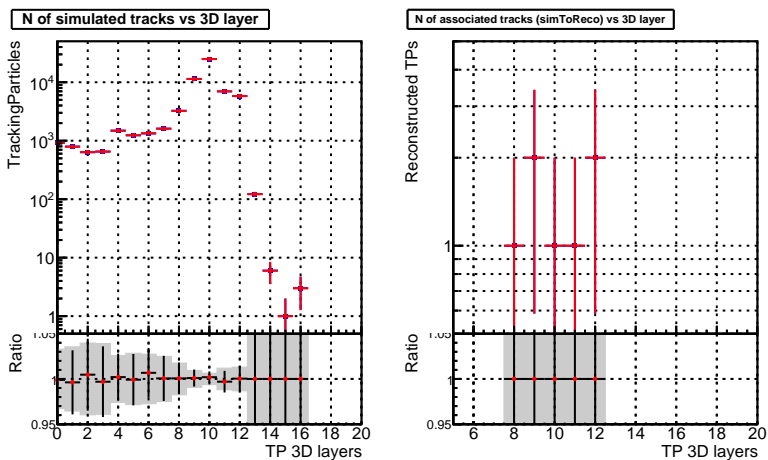 N of simulated tracks vs 3D layer
TrackingParticles
10⁴
10³
10²
10
1
1.05
1
0.95
Ratio
0 2 4 6 8 10 12 14 16 18 20
TP 3D layers
N of associated tracks (simToReco) vs 3D layer
Reconstructed TPs
1
1.05
1
0.95
Ratio
6 8 10 12 14 16 18 20
TP 3D layers